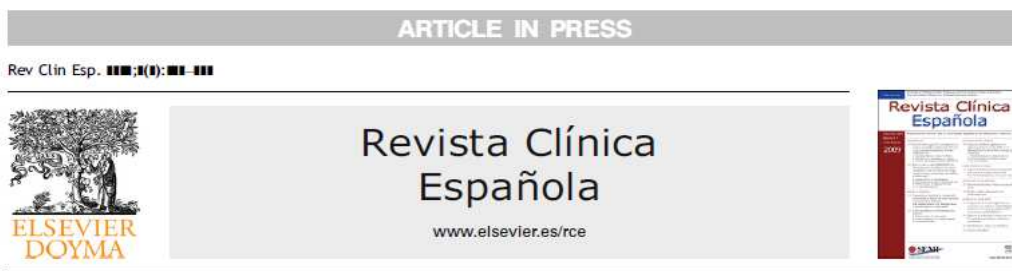 ARTICLE IN PRESS
Rev Clin Esp.
ELSEVIER
DOYMA
Revista Clínica
Española
www.elsevier.es/rce
Revista Clínica
Española
2009
SEMI